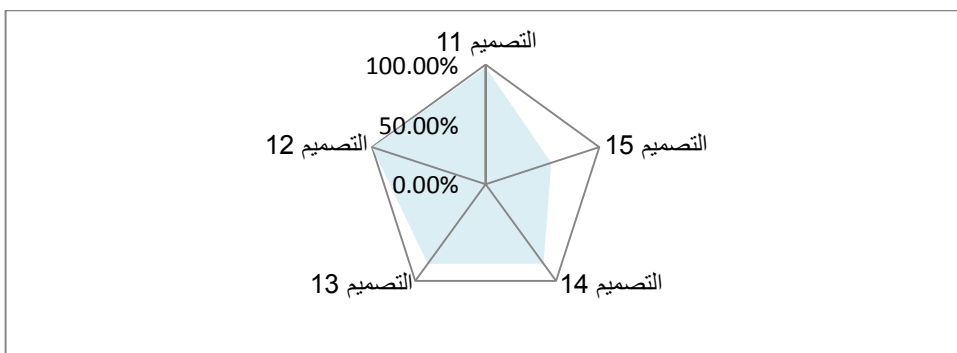 التصميم 11
100.00%
50.00%
0.00%
التصميم 15
التصميم 12
التصميم 14
التصميم 13